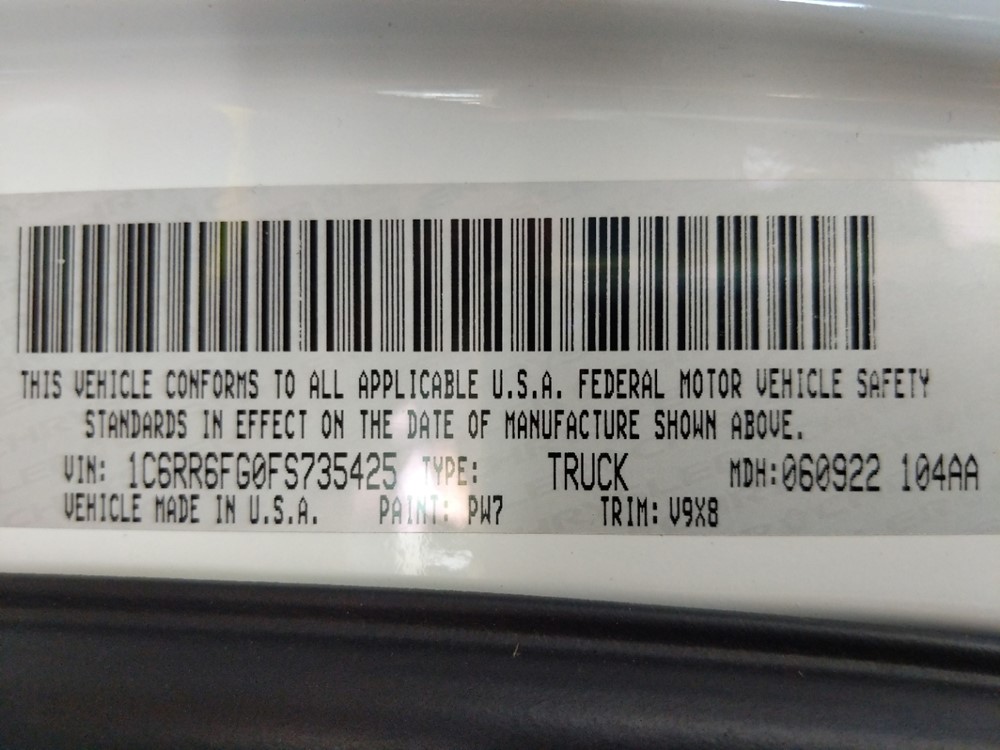 THIS VEHICLE CONFORMS TO ALL APPLICABLE U.S.A. FEDERAL MOTOR VEHICLE SAFETY
STANDARDS IN EFFECT ON THE DATE OF MANUFACTURE SHOWN ABOVE.
VIN: 1C6RR6FG0FS735425 TYPE: TRUCK MDH:060922 104AA
VEHICLE MADE IN U.S.A. PAINT: PW7 TRIM: V9X8